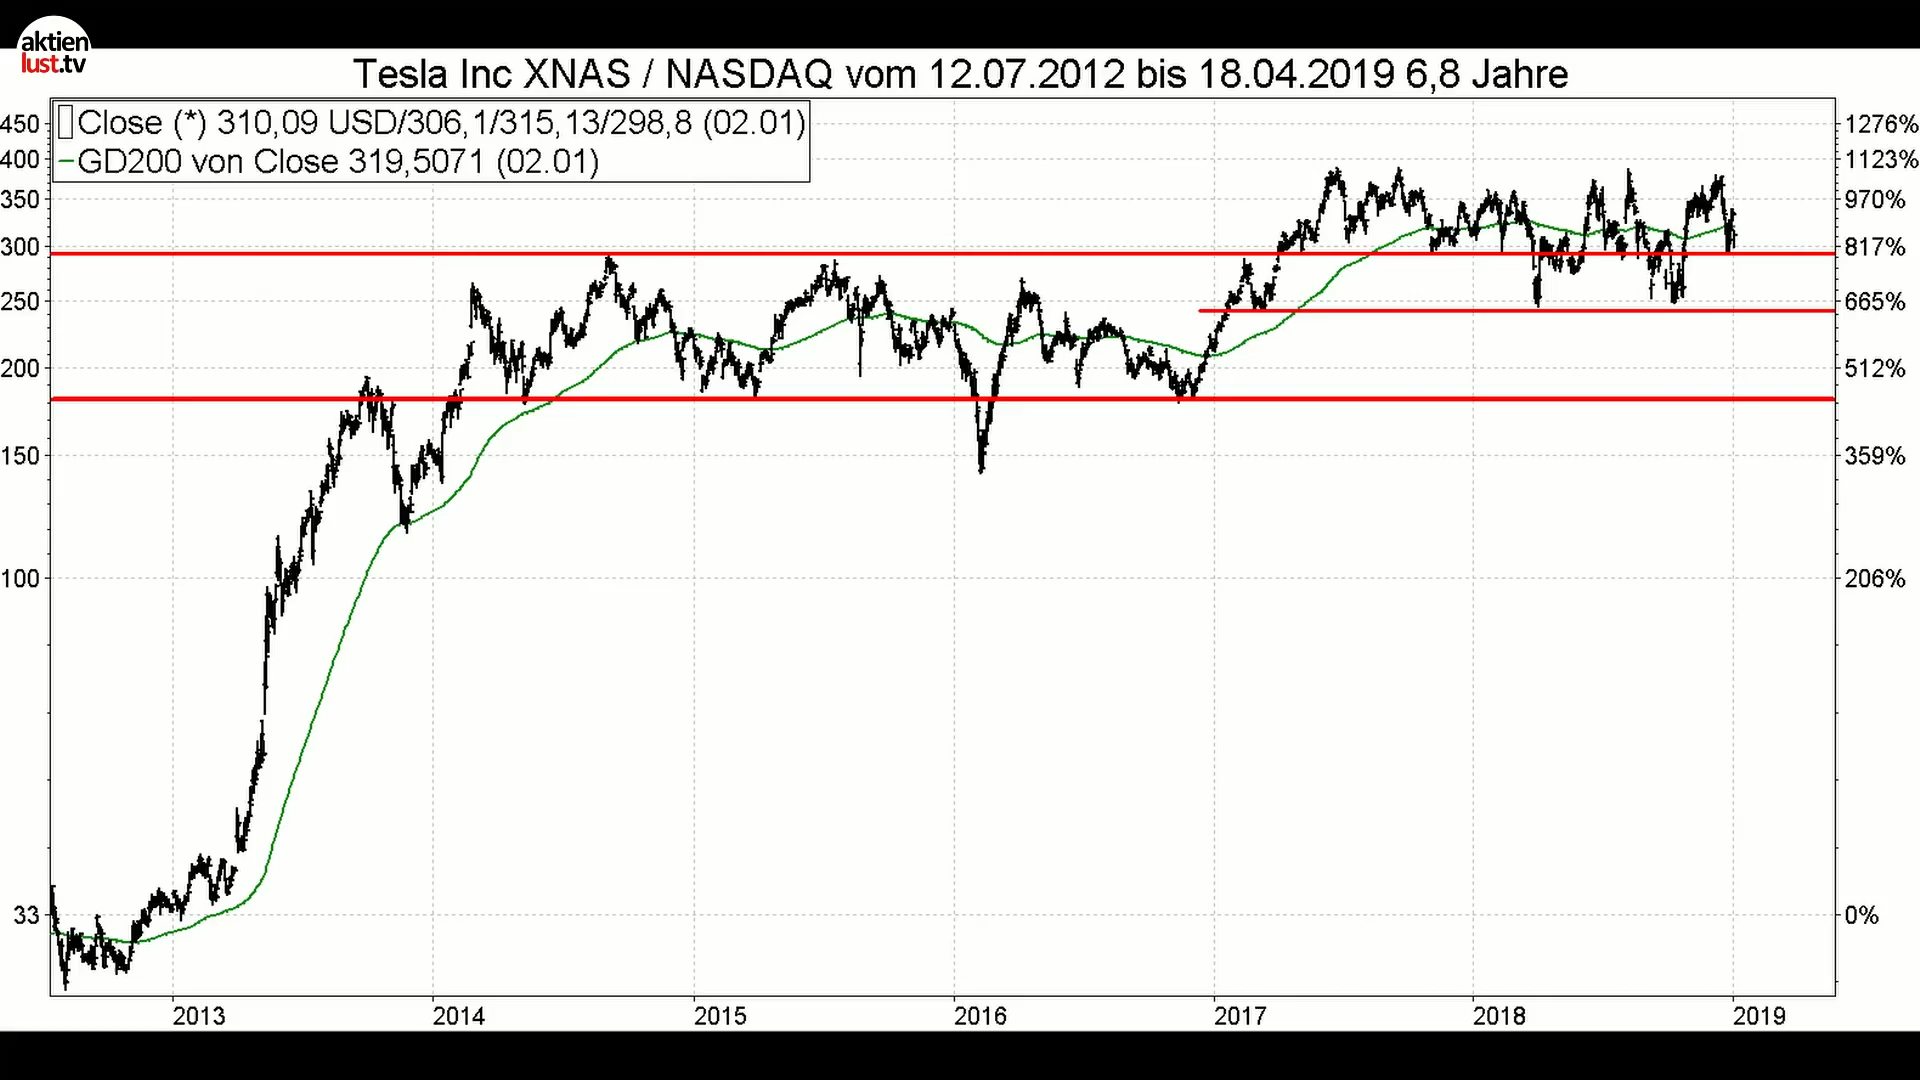 aktien
lust.tv
Tesla Inc XNAS / NASDAQ vom 12.07.2012 bis 18.04.2019 6,8 Jahre
Close (*) 310,09 USD/306,1/315,13/298,8 (02.01)
GD200 von Close 319,5071 (02.01)
450 1276%
400 1123%
350 970%
300 817%
250 665%
200 512%
150 359%
100 206%
33 0%
2013 2014 2015 2016 2017 2018 2019